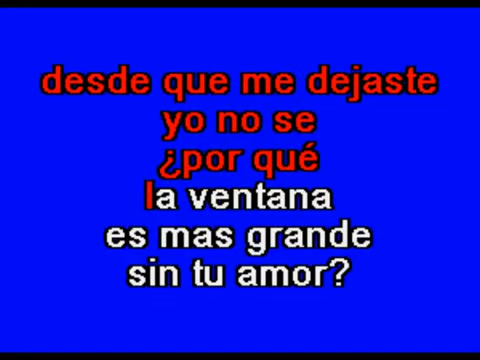 desde que me dejaste
yo no se
¿por qué
la ventana
es mas grande
sin tu amor?